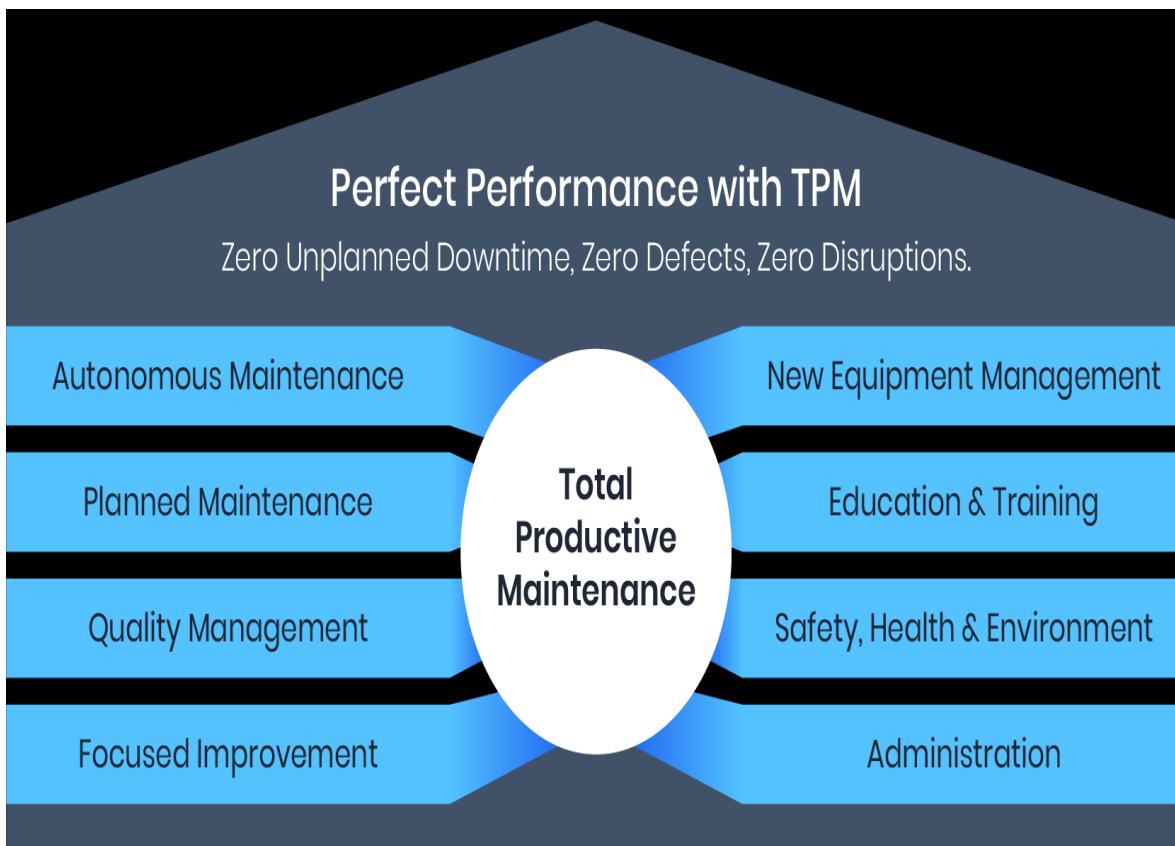 Perfect Performance with TPM
Zero Unplanned Downtime, Zero Defects, Zero Disruptions.
Autonomous Maintenance
Planned Maintenance
Quality Management
Focused Improvement
Total
Productive
Maintenance
New Equipment Management
Education & Training
Safety, Health & Environment
Administration